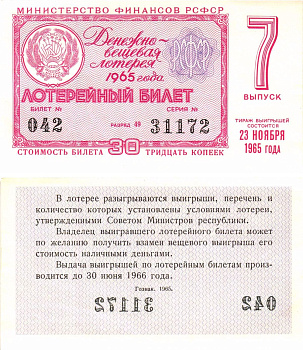 МИНИСТЕРСТВО ФИНАНСОВ РСФСР
Денежно-
вещевая
лотерея
1965 года
РСФСР
ЛОТЕРЕЙНЫЙ БИЛЕТ
БИЛЕТ № СЕРИЯ №
042 РАЗРЯД 49 31172
СТОИМОСТЬ БИЛЕТА 30 ТРИДЦАТЬ КОПЕЕК
7
ВЫПУСК
ТИРАЖ ВЫИГРЫШЕЙ
СОСТОИТСЯ
23 НОЯБРЯ
1965 ГОДА
В лотерее разыгрываются выигрыши, перечень и
количество которых установлены условиями лотереи,
утвержденными Советом Министров республики.
Владелец выигравшего лотерейного билета может
по желанию получить взамен вещевого выигрыша его
стоимость наличными деньгами.
Выдача выигрышей по лотерейным билетам произво-
дится до 30 июня 1966 года.
Гознак. 1965.
31172 042